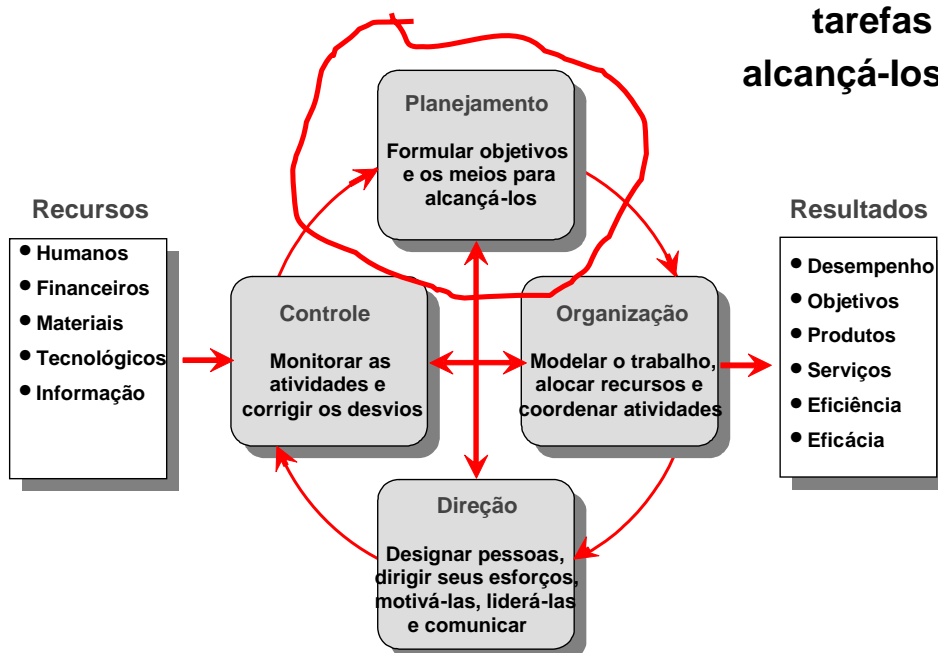 tarefas
alcançá-los
Planejamento
Formular objetivos
e os meios para
alcançá-los
Recursos
• Humanos
• Financeiros
• Materiais
• Tecnológicos
• Informação
Controle
Monitorar as
atividades e
corrigir os desvios
Organização
Modelar o trabalho,
alocar recursos e
coordenar atividades
Resultados
• Desempenho
• Objetivos
• Produtos
• Serviços
• Eficiência
• Eficácia
Direção
Designar pessoas,
dirigir seus esforços,
motivá-las, liderá-las
e comunicar